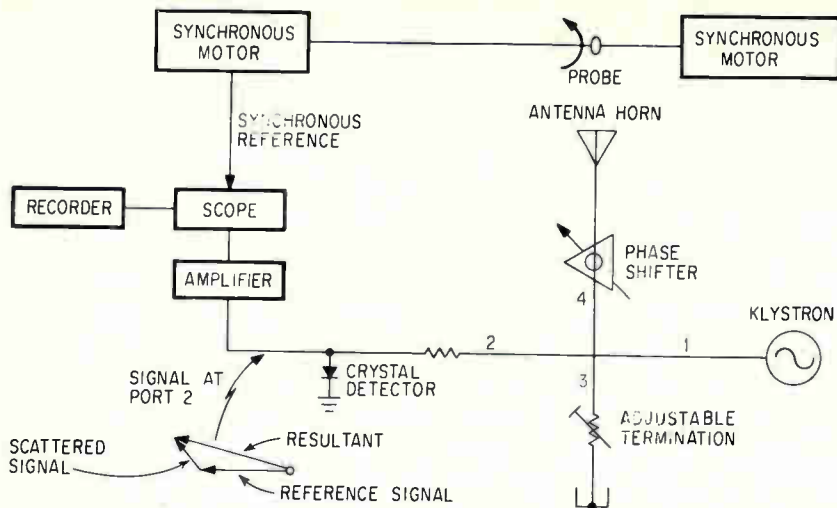 SYNCHRONOUS
MOTOR
PROBE
SYNCHRONOUS
MOTOR
ANTENNA HORN
SYNCHRONOUS
REFERENCE
RECORDER
SCOPE
AMPLIFIER
PHASE
SHIFTER
4
KLYSTRON
2
1
3
SIGNAL AT
PORT 2
CRYSTAL
DETECTOR
ADJUSTABLE
TERMINATION
SCATTERED
SIGNAL
RESULTANT
REFERENCE SIGNAL